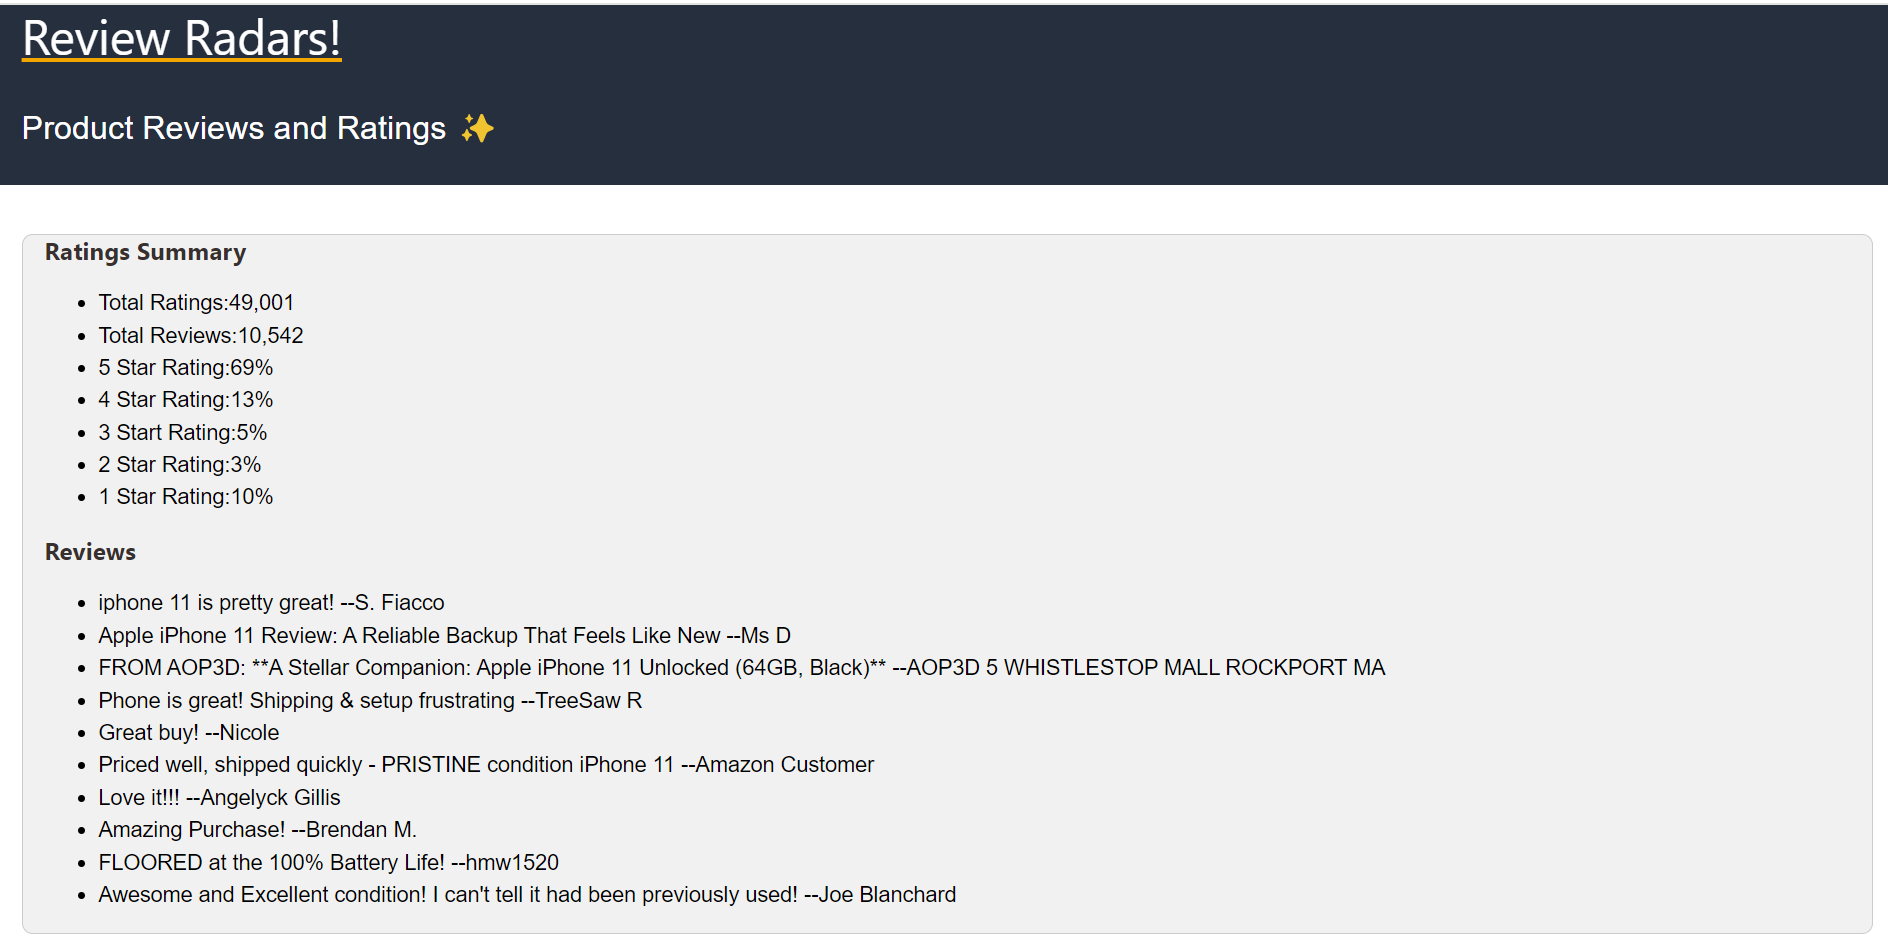 Review Radars!
Product Reviews and Ratings ✨
Ratings Summary
• Total Ratings:49,001
• Total Reviews:10,542
• 5 Star Rating:69%
• 4 Star Rating:13%
• 3 Start Rating:5%
• 2 Star Rating:3%
• 1 Star Rating:10%
Reviews
• iphone 11 is pretty great! --S. Fiacco
• Apple iPhone 11 Review: A Reliable Backup That Feels Like New --Ms D
• FROM AOP3D: **A Stellar Companion: Apple iPhone 11 Unlocked (64GB, Black)** --AOP3D 5 WHISTLESTOP MALL ROCKPORT MA
• Phone is great! Shipping & setup frustrating --TreeSaw R
• Great buy! --Nicole
• Priced well, shipped quickly - PRISTINE condition iPhone 11 --Amazon Customer
• Love it!!! --Angelyck Gillis
• Amazing Purchase! --Brendan M.
• FLOORED at the 100% Battery Life! --hmw1520
• Awesome and Excellent condition! I can't tell it had been previously used! --Joe Blanchard